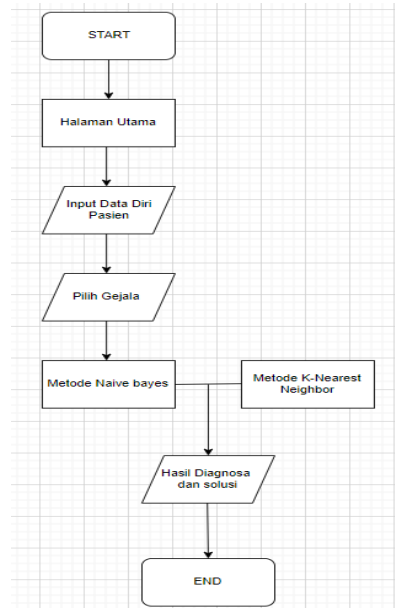 START
Halaman Utama
Input Data Diri
Pasien
Pilih Gejala
Metode Naive bayes
Metode K-Nearest
Neighbor
Hasil Diagnosa
dan solusi
END